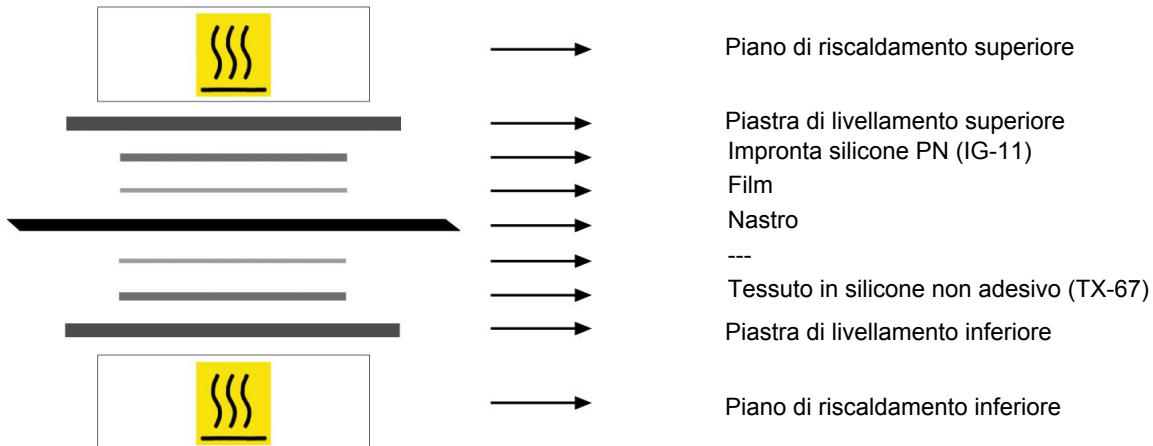 Piano di riscaldamento superiore
Piastra di livellamento superiore
Impronta silicone PN (IG-11)
Film
Nastro
---
Tessuto in silicone non adesivo (TX-67)
Piastra di livellamento inferiore
Piano di riscaldamento inferiore